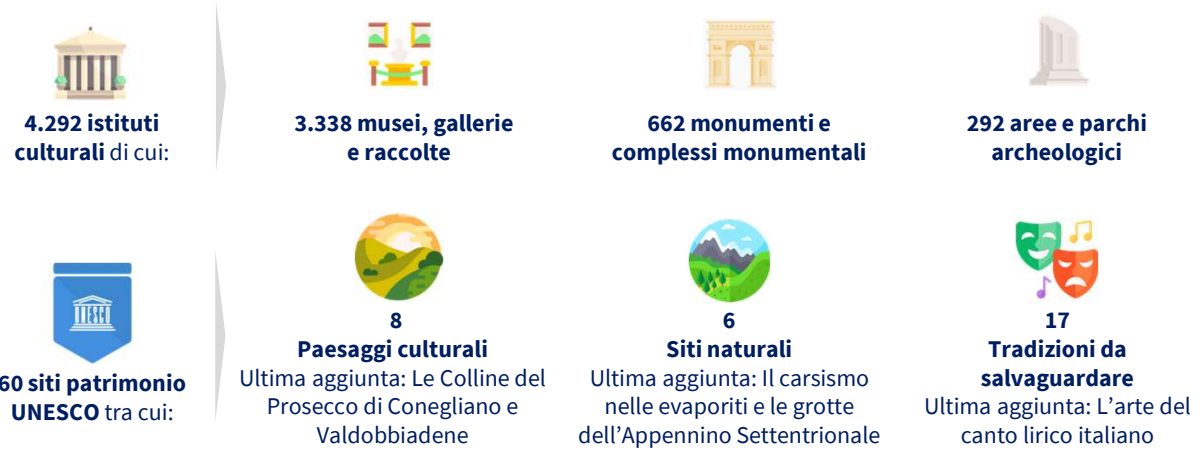 4.292 istituti
culturali di cui:
3.338 musei, gallerie
e raccolte
662 monumenti e
complessi monumentali
292 aree e parchi
archeologici
UNESCO
60 siti patrimonio
UNESCO tra cui:
8
Paesaggi culturali
Ultima aggiunta: Le Colline del
Prosecco di Conegliano e
Valdobbiadene
6
Siti naturali
Ultima aggiunta: Il carsismo
nelle evaporiti e le grotte
dell'Appennino Settentrionale
17
Tradizioni da
salvaguardare
Ultima aggiunta: L'arte del
canto lirico italiano